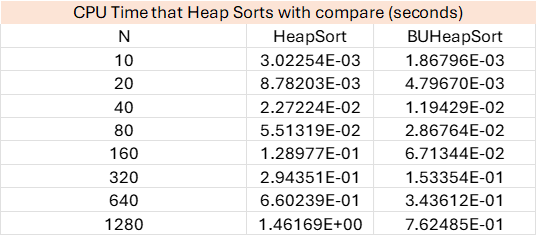 CPU Time that Heap Sorts with compare (seconds)
N HeapSort BUHeapSort
10 3.02254E-03 1.86796E-03
20 8.78203E-03 4.79670E-03
40 2.27224E-02 1.19429E-02
80 5.51319E-02 2.86764E-02
160 1.28977E-01 6.71344E-02
320 2.94351E-01 1.53354E-01
640 6.60239E-01 3.43612E-01
1280 1.46169E+00 7.62485E-01